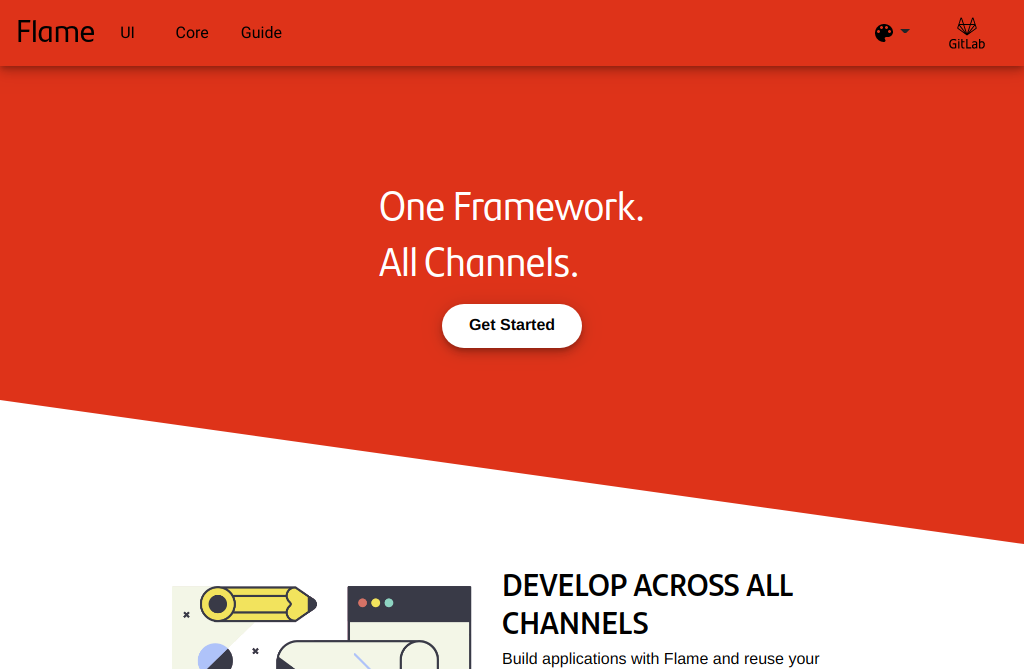 Flame
UI
Core
Guide
GitLab
One Framework.
All Channels.
Get Started
DEVELOP ACROSS ALL
CHANNELS
Build applications with Flame and reuse your